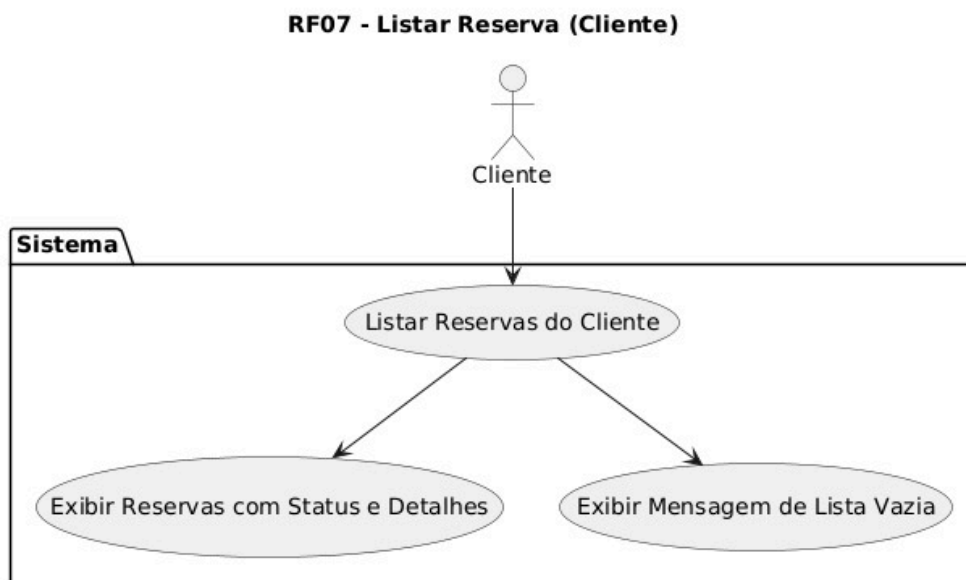 RF07 - Listar Reserva (Cliente)
Cliente
Sistema
Listar Reservas do Cliente
Exibir Reservas com Status e Detalhes
Exibir Mensagem de Lista Vazia